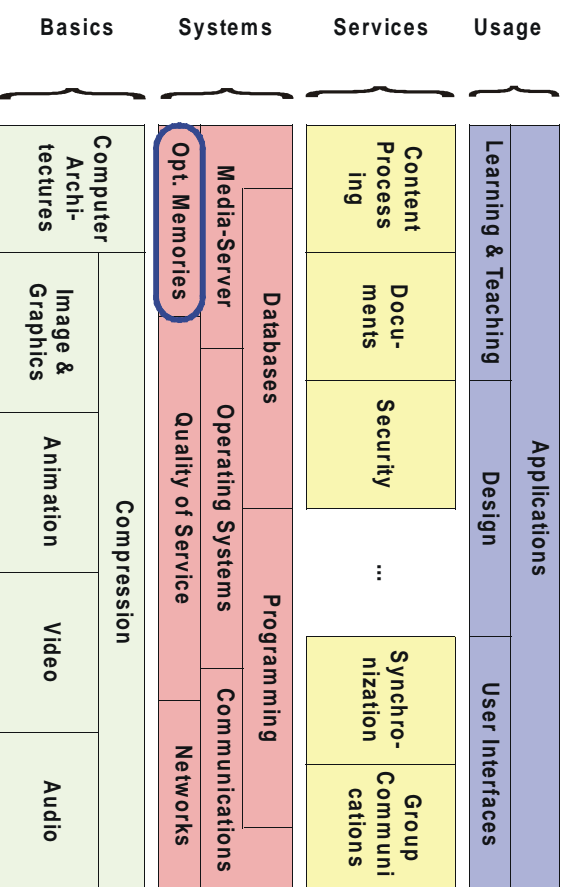 Basics
Systems
Services
Usage
Computer
Archi-
tectures
Compression
Image &
Graphics
Animation
Video
Audio
Opt. Memories
Quality of Service
Networks
Media-Server
Operating Systems
Communications
Databases
Programming
Content
Process
ing
Docu-
ments
Security
...
Synchro-
nization
Group
Communi
cations
Learning & Teaching
Design
User Interfaces
Applications